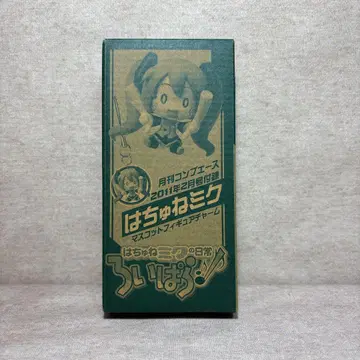 月刊コンプエース
2011年2月号付録
はちゅねミク
マスコットフィギュアチャーム
はちゅねミクの日常
ろいぱら!